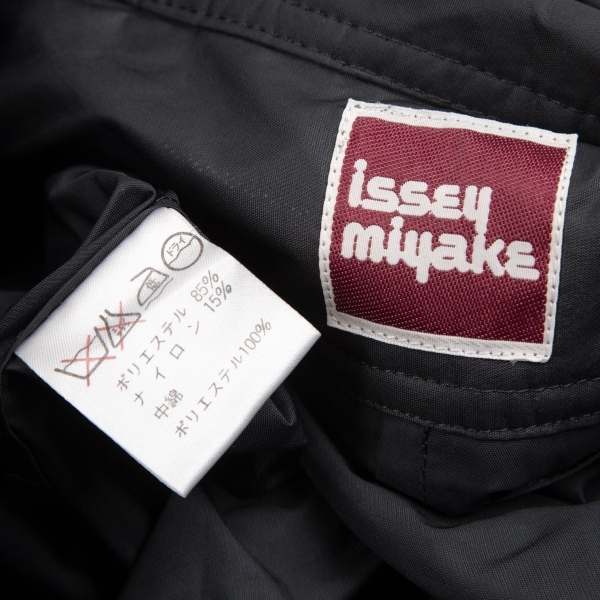 issey
miyake
ドライ
ポリエステル 85%
ナイロン 15%
中綿
ポリエステル100%